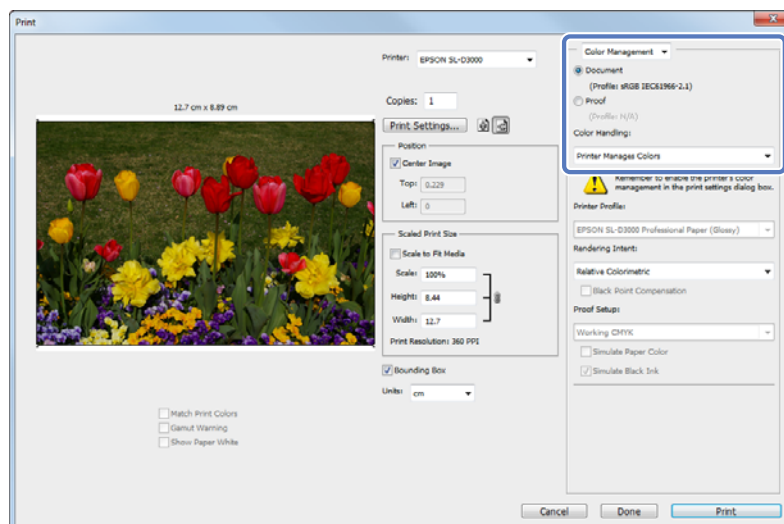 Print
Printer: EPSON SL-D3000
Copies: 1
Print Settings...
12.7 cm x 8.89 cm
Position
Center Image
Top: 0.229
Left: 0
Scaled Print Size
Scale to Fit Media
Scale: 100%
Height: 8.44
Width: 12.7
Print Resolution: 360 PPI
Bounding Box
Units: cm
Match Print Colors
Gamut Warning
Show Paper White
Color Management
Document
(Profile: sRGB IEC61966-2.1)
Proof
(Profile: N/A)
Color Handling:
Printer Manages Colors
Remember to enable the printer's color
management in the print settings dialog box.
Printer Profile:
EPSON SL-D3000 Professional Paper (Glossy)
Rendering Intent:
Relative Colorimetric
Black Point Compensation
Proof Setup:
Working CMYK
Simulate Paper Color
Simulate Black Ink
Cancel
Done
Print